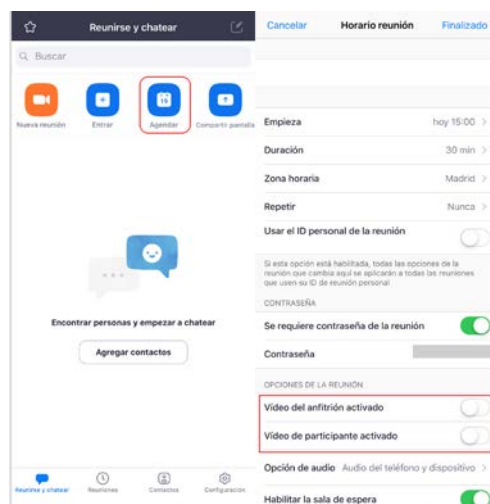 Reunirse y chatear
Buscar
Nueva reunión
Entrar
Agendar
Compartir pantalla
15
Encontrar personas y empezar a chatear
Agregar contactos
Reunirse y chatear
Reuniones
Contactos
Configuración
Cancelar
Horario reunión
Finalizado
Empieza hoy 15:00
Duración 30 min
Zona horaria Madrid
Repetir Nunca
Usar el ID personal de la reunión
Si esta opción está habilitada, todas las opciones de la
reunión que cambia aquí se aplicarán a todas las reuniones
que usen su ID de reunión personal
CONTRASEÑA
Se requiere contraseña de la reunión
Contraseña
OPCIONES DE LA REUNIÓN
Vídeo del anfitrión activado
Vídeo de participante activado
Opción de audio Audio del teléfono y dispositivo
Habilitar la sala de espera